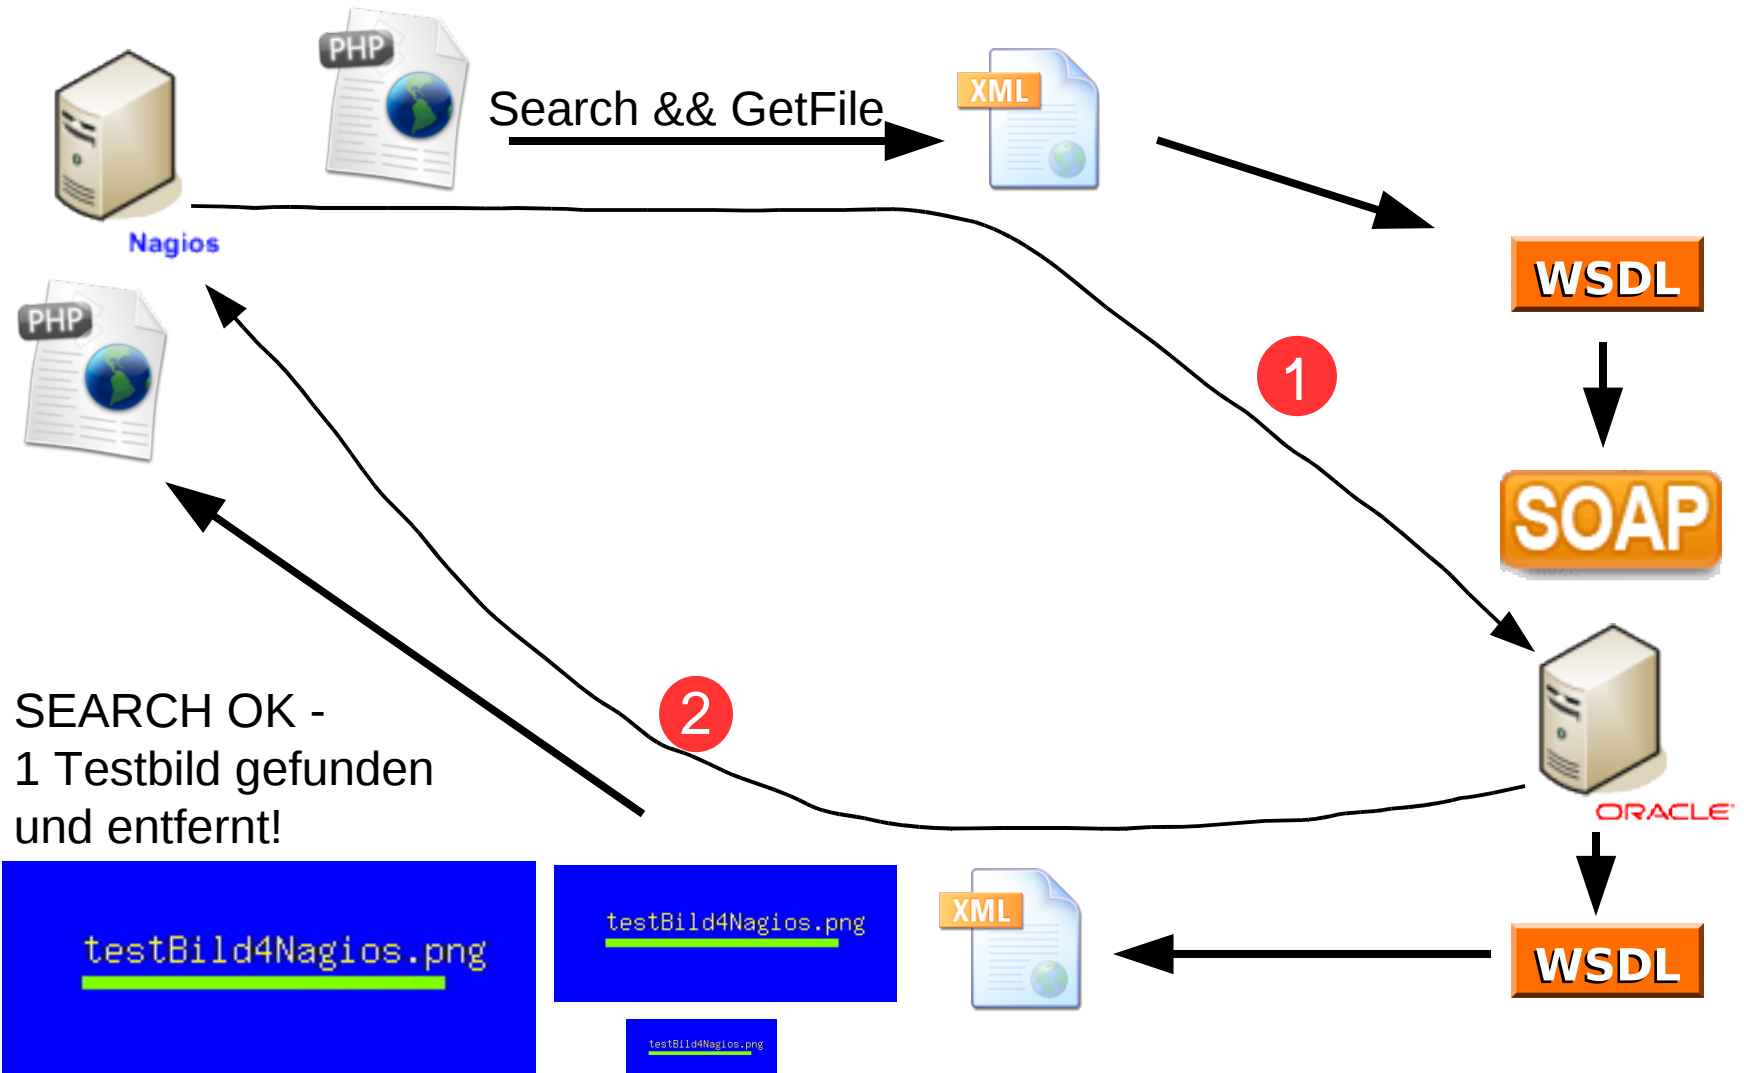 PHP
Search && GetFile
XML
Nagios
WSDL
PHP
1
SOAP
2
SEARCH OK -
1 Testbild gefunden
und entfernt!
ORACLE
testBild4Nagios.png
testBild4Nagios.png
XML
WSDL
testBild4Nagios.png